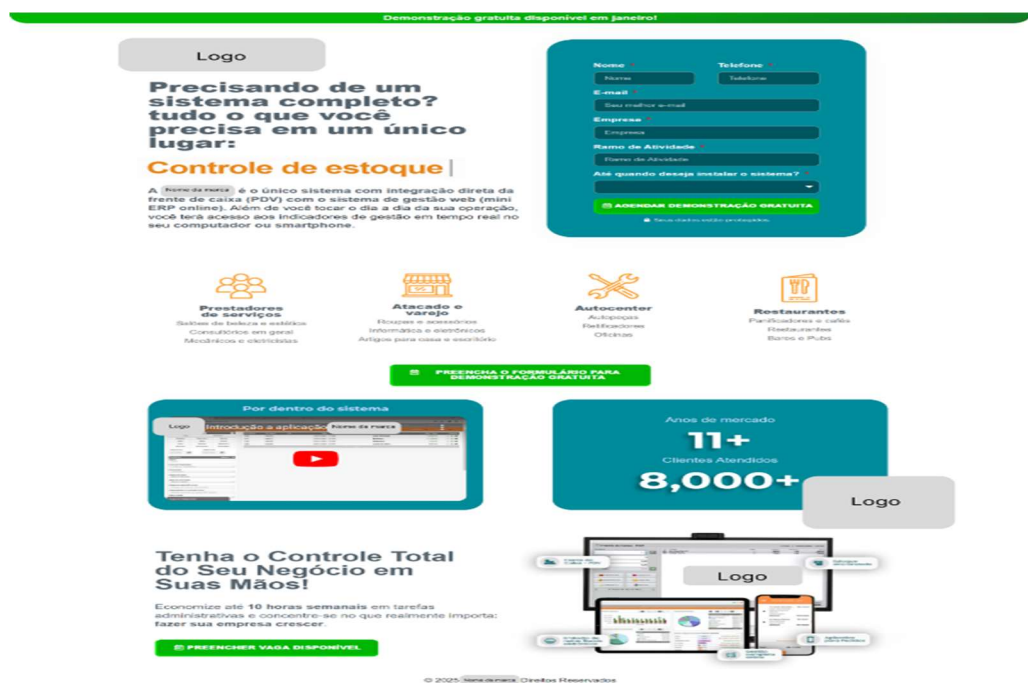 Demonstração gratuita disponível em janeiro!
Logo
Precisando de um
sistema completo?
tudo o que você
precisa em um único
lugar:
Controle de estoque
A Nome da marca é o único sistema com integração direta da
frente de caixa (PDV) com o sistema de gestão web (mini
ERP online). Além de você tocar o dia a dia da sua operação,
você terá acesso aos indicadores de gestão em tempo real no
seu computador ou smartphone.
Nome * Telefone *
Nome Telefone
E-mail *
Seu melhor e-mail
Empresa *
Empresa
Ramo de Atividade *
Ramo de Atividade
Até quando deseja instalar o sistema? *
AGENDAR DEMONSTRAÇÃO GRATUITA
Seus dados estão protegidos.
Prestadores
de serviços
Salões de beleza e estética
Consultórios em geral
Mecânicos e eletricistas
Atacado e
varejo
Roupas e acessórios
Informática e eletrônicos
Artigos para casa e escritório
Autocenter
Autopeças
Retificadores
Oficinas
Restaurantes
Panificadores e cafés
Restaurantes
Bares e Pubs
PREENCHA O FORMULÁRIO PARA
DEMONSTRAÇÃO GRATUITA
Por dentro do sistema
Logo Introdução a aplicação Nome da marca
Anos de mercado
11+
Clientes Atendidos
8,000+
Logo
Tenha o Controle Total
do Seu Negócio em
Suas Mãos!
Economize até 10 horas semanais em tarefas
administrativas e concentre-se no que realmente importa:
fazer sua empresa crescer.
PREENCHER VAGA DISPONÍVEL
Logo
© 2025 Nome da marca Direitos Reservados